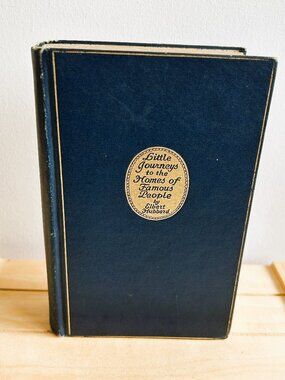 Little
Journeys
to the
Homes of
Famous
People
by
Elbert
Hubbard